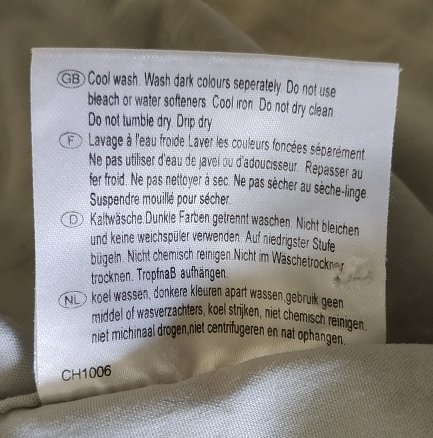 GB Cool wash. Wash dark colours seperately. Do not use
bleach or water softeners. Cool iron. Do not dry clean
Do not tumble dry. Drip dry
F Lavage à l'eau froide Laver les couleurs foncées séparément
Ne pas utiliser d'eau de javel ou d'adoucisseur. Repasser au
fer froid. Ne pas nettoyer à sec. Ne pas sécher au sèche-linge
Suspendre mouillé pour sécher.
D Kaltwäsche.Dunkle Farben getrennt waschen. Nicht bleichen
und keine weichspüler verwenden. Auf niedrigster Stufe
bügeln. Nicht chemisch reinigen.Nicht im Wäschetrockner
trocknen. TropfnaB aufhängen.
NL koel wassen, donkere kleuren apart wassen,gebruik geen
middel of wasverzachters, koel strijken, niet chemisch reinigen,
niet michinaal drogen,niet centrifugeren en nat ophangen.
CH1006